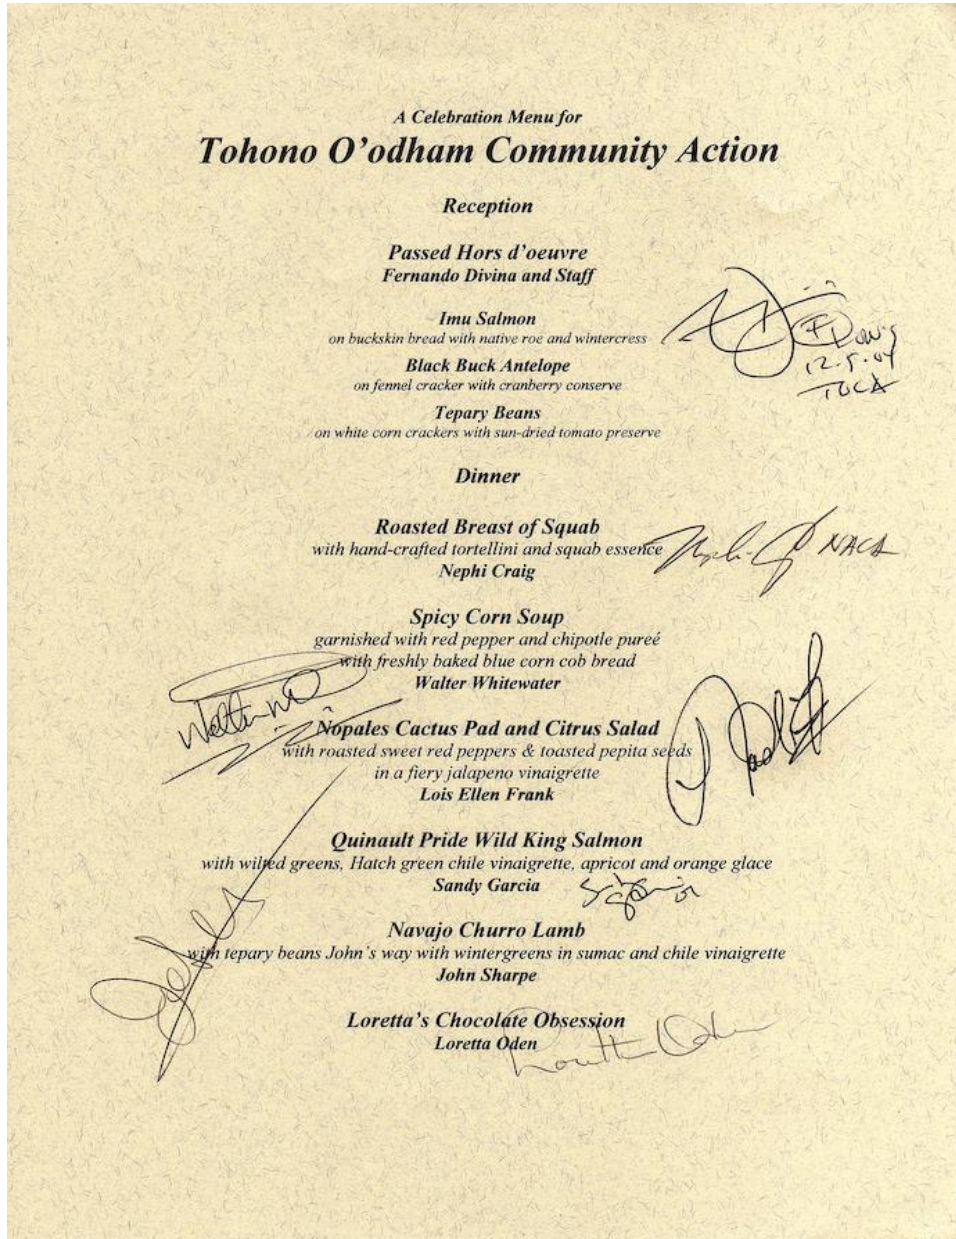 A Celebration Menu for
Tohono O'odham Community Action
Reception
Passed Hors d'oeuvre
Fernando Divina and Staff
Imu Salmon
on buckskin bread with native roe and wintercress
Black Buck Antelope
on fennel cracker with cranberry conserve
Tepary Beans
on white corn crackers with sun-dried tomato preserve
12.5.04
TOCA
Dinner
Roasted Breast of Squab
with hand-crafted tortellini and squab essence
NACA
Nephi Craig
Spicy Corn Soup
garnished with red pepper and chipotle pureé
with freshly baked blue corn cob bread
Walter Whitewater
Nopales Cactus Pad and Citrus Salad
with roasted sweet red peppers & toasted pepita seeds
in a fiery jalapeno vinaigrette
Lois Ellen Frank
Quinault Pride Wild King Salmon
with wilted greens, Hatch green chile vinaigrette, apricot and orange glace
Sandy Garcia
Navajo Churro Lamb
with tepary beans John's way with wintergreens in sumac and chile vinaigrette
John Sharpe
Loretta's Chocolate Obsession
Loretta Oden
Loretta Oden